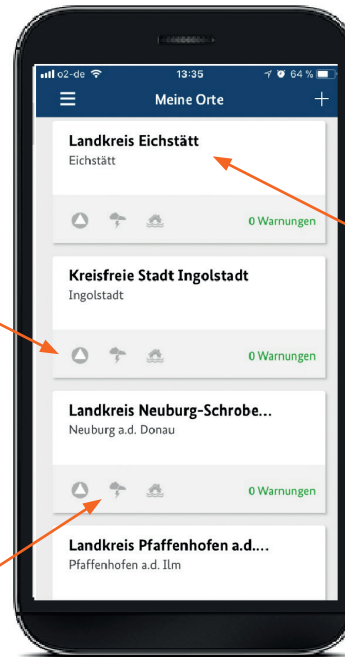 o2-de 13:35 64 %
Meine Orte
Landkreis Eichstätt
Eichstätt
0 Warnungen
Kreisfreie Stadt Ingolstadt
Ingolstadt
0 Warnungen
Landkreis Neuburg-Schrobe...
Neuburg a.d. Donau
0 Warnungen
Landkreis Pfaffenhofen a.d....
Pfaffenhofen a.d. Ilm